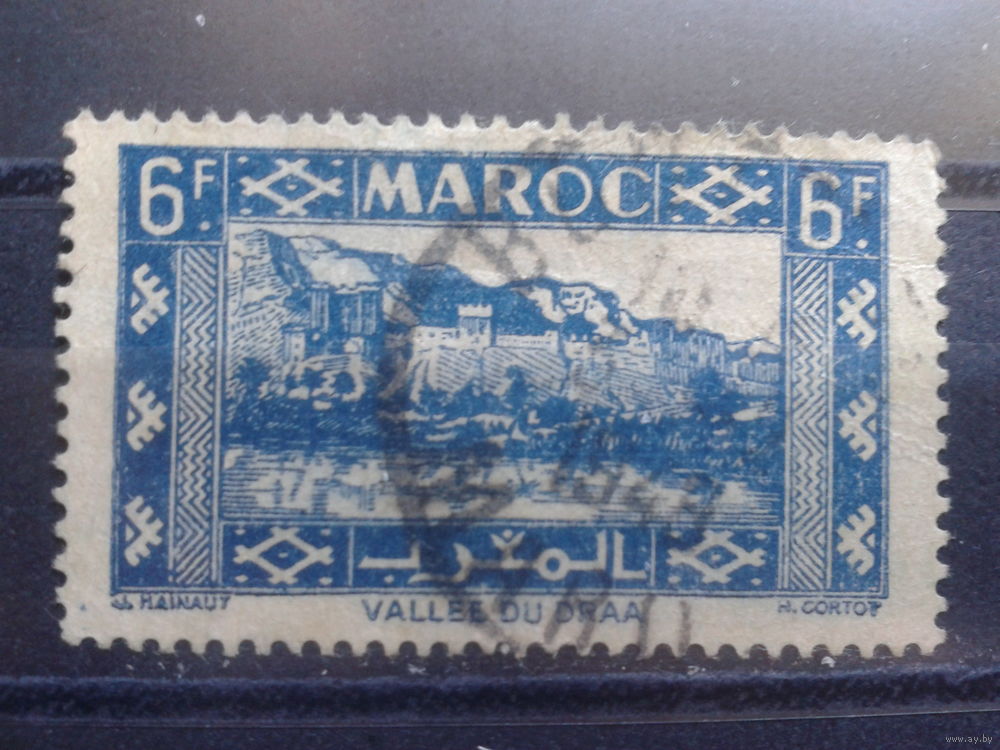 6F. MAROC 6F.
المغرب
J. HAINAUT VALLEE DU DRAA H. CORTOT
www.ay.by